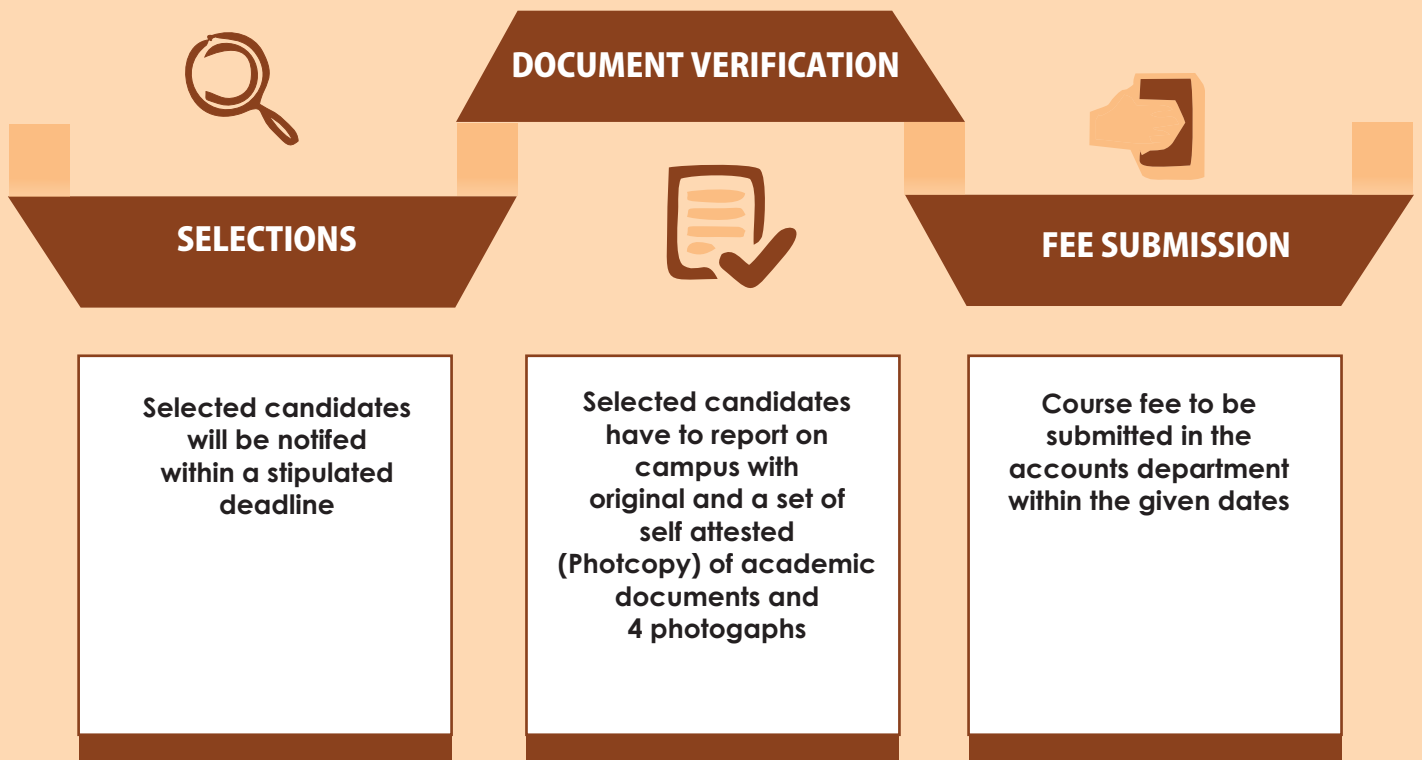 DOCUMENT VERIFICATION
SELECTIONS
FEE SUBMISSION
Selected candidates
will be notifed
within a stipulated
deadline
Selected candidates
have to report on
campus with
original and a set of
self attested
(Photcopy) of academic
documents and
4 photogaphs
Course fee to be
submitted in the
accounts department
within the given dates